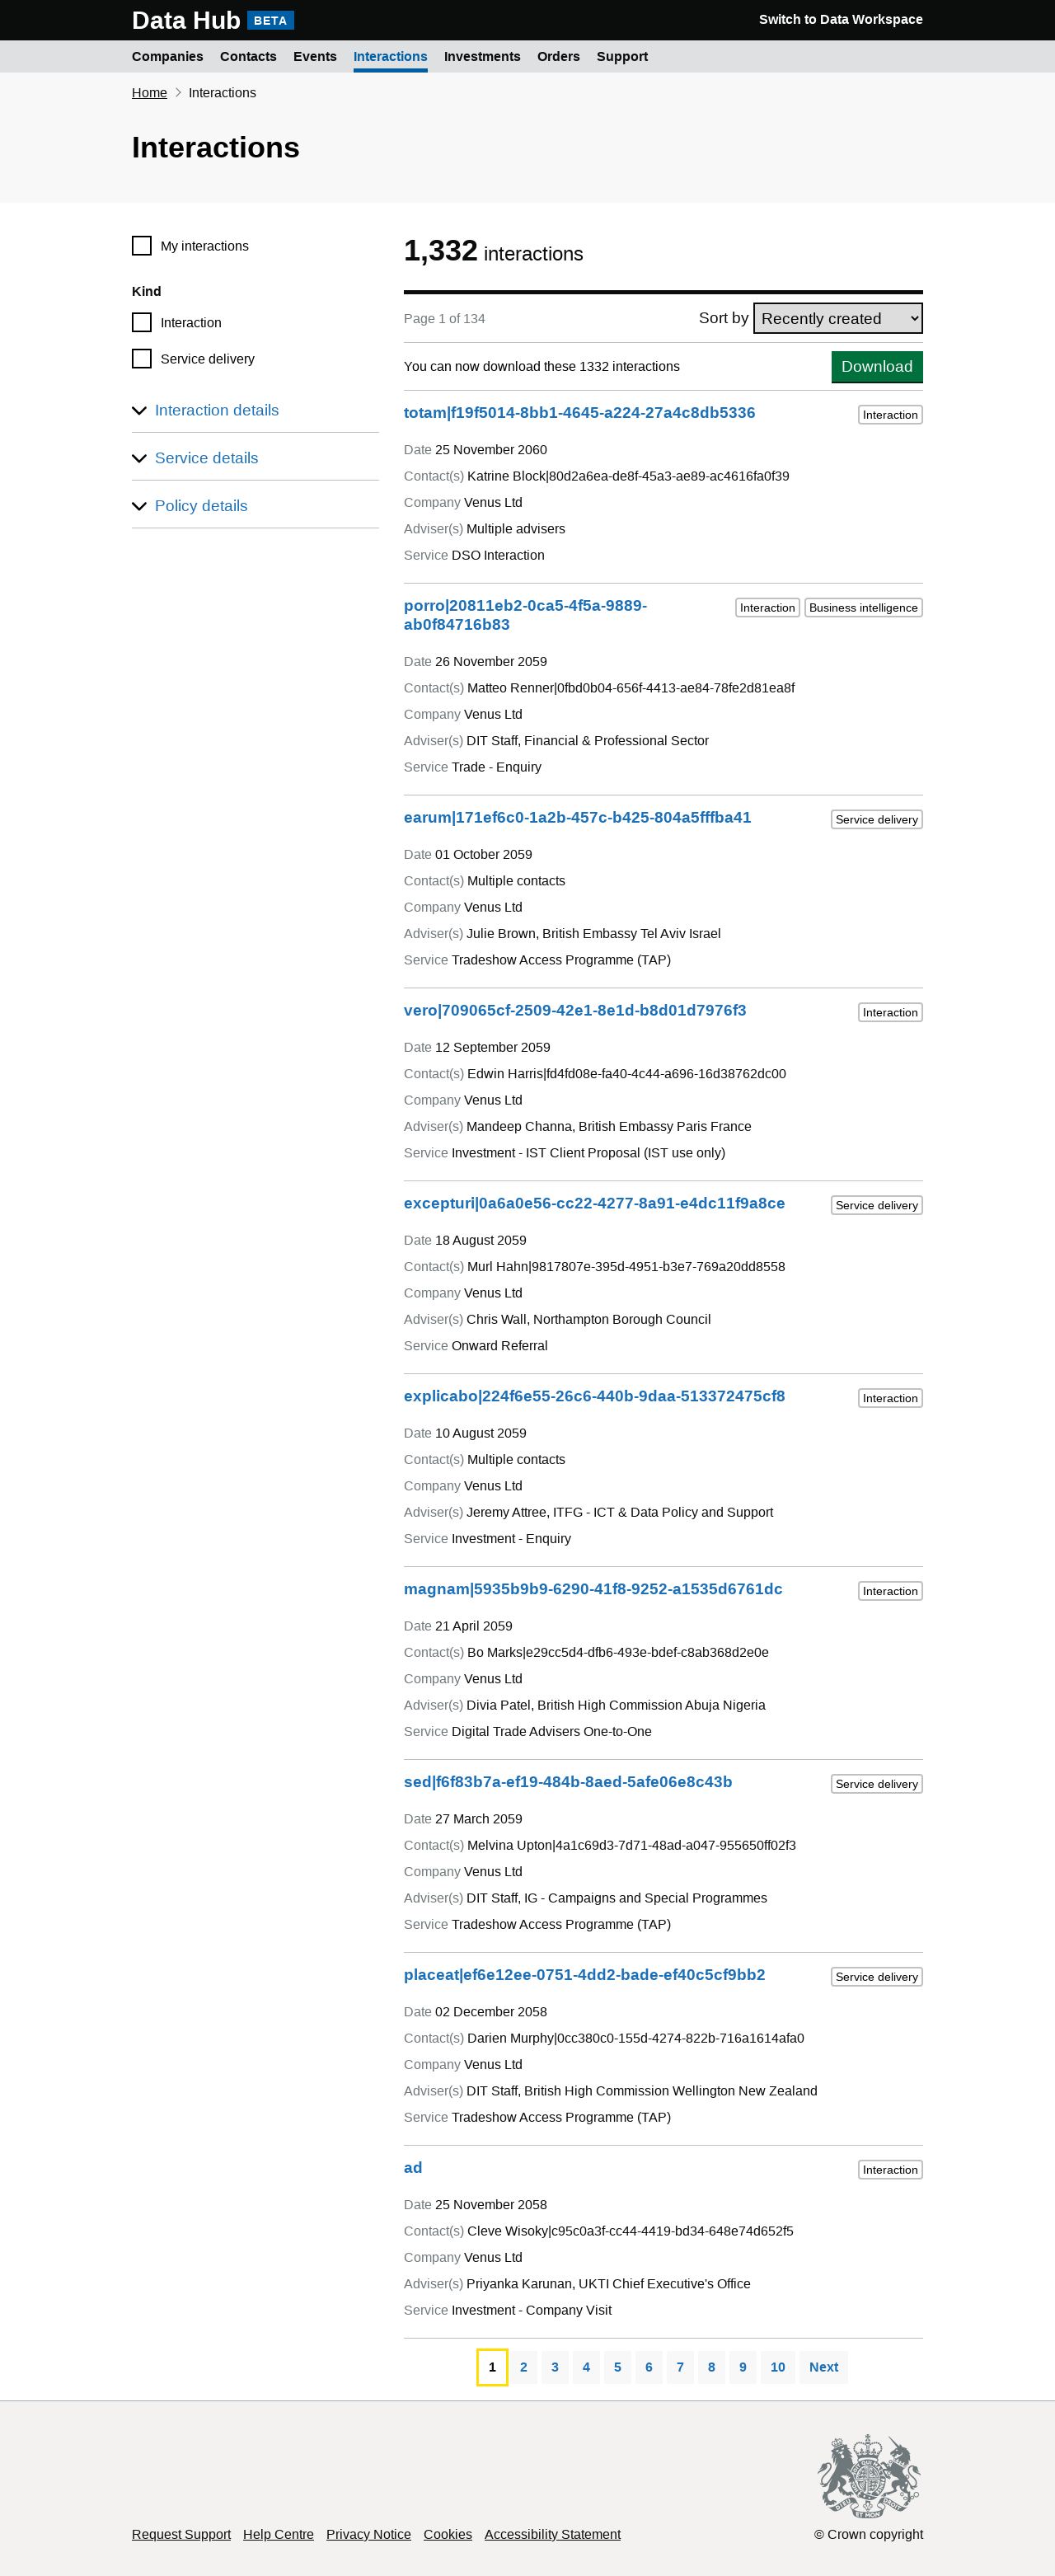 Data Hub BETA
Switch to Data Workspace
Companies Contacts Events Interactions Investments Orders Support
Home Interactions
Interactions
My interactions
Kind
Interaction
Service delivery
Interaction details
Service details
Policy details
1,332 interactions
Page 1 of 134
Sort by Recently created
You can now download these 1332 interactions
Download
totam|f19f5014-8bb1-4645-a224-27a4c8db5336
Interaction
Date 25 November 2060
Contact(s) Katrine Block|80d2a6ea-de8f-45a3-ae89-ac4616fa0f39
Company Venus Ltd
Adviser(s) Multiple advisers
Service DSO Interaction
porro|20811eb2-0ca5-4f5a-9889-
ab0f84716b83
Interaction Business intelligence
Date 26 November 2059
Contact(s) Matteo Renner|0fbd0b04-656f-4413-ae84-78fe2d81ea8f
Company Venus Ltd
Adviser(s) DIT Staff, Financial & Professional Sector
Service Trade - Enquiry
earum|171ef6c0-1a2b-457c-b425-804a5fffba41
Service delivery
Date 01 October 2059
Contact(s) Multiple contacts
Company Venus Ltd
Adviser(s) Julie Brown, British Embassy Tel Aviv Israel
Service Tradeshow Access Programme (TAP)
vero|709065cf-2509-42e1-8e1d-b8d01d7976f3
Interaction
Date 12 September 2059
Contact(s) Edwin Harris|fd4fd08e-fa40-4c44-a696-16d38762dc00
Company Venus Ltd
Adviser(s) Mandeep Channa, British Embassy Paris France
Service Investment - IST Client Proposal (IST use only)
excepturi|0a6a0e56-cc22-4277-8a91-e4dc11f9a8ce
Service delivery
Date 18 August 2059
Contact(s) Murl Hahn|9817807e-395d-4951-b3e7-769a20dd8558
Company Venus Ltd
Adviser(s) Chris Wall, Northampton Borough Council
Service Onward Referral
explicabo|224f6e55-26c6-440b-9daa-513372475cf8
Interaction
Date 10 August 2059
Contact(s) Multiple contacts
Company Venus Ltd
Adviser(s) Jeremy Attree, ITFG - ICT & Data Policy and Support
Service Investment - Enquiry
magnam|5935b9b9-6290-41f8-9252-a1535d6761dc
Interaction
Date 21 April 2059
Contact(s) Bo Marks|e29cc5d4-dfb6-493e-bdef-c8ab368d2e0e
Company Venus Ltd
Adviser(s) Divia Patel, British High Commission Abuja Nigeria
Service Digital Trade Advisers One-to-One
sed|f6f83b7a-ef19-484b-8aed-5afe06e8c43b
Service delivery
Date 27 March 2059
Contact(s) Melvina Upton|4a1c69d3-7d71-48ad-a047-955650ff02f3
Company Venus Ltd
Adviser(s) DIT Staff, IG - Campaigns and Special Programmes
Service Tradeshow Access Programme (TAP)
placeat|ef6e12ee-0751-4dd2-bade-ef40c5cf9bb2
Service delivery
Date 02 December 2058
Contact(s) Darien Murphy|0cc380c0-155d-4274-822b-716a1614afa0
Company Venus Ltd
Adviser(s) DIT Staff, British High Commission Wellington New Zealand
Service Tradeshow Access Programme (TAP)
ad
Interaction
Date 25 November 2058
Contact(s) Cleve Wisoky|c95c0a3f-cc44-4419-bd34-648e74d652f5
Company Venus Ltd
Adviser(s) Priyanka Karunan, UKTI Chief Executive's Office
Service Investment - Company Visit
1 2 3 4 5 6 7 8 9 10 Next
DIEU ET MON DROIT
Request Support Help Centre Privacy Notice Cookies Accessibility Statement
© Crown copyright